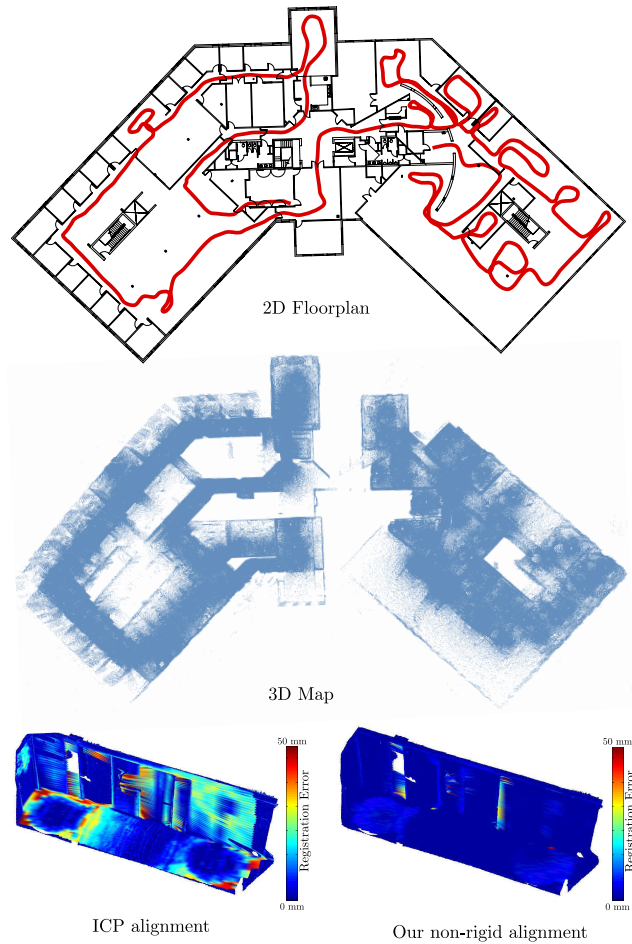 2D Floorplan
3D Map
50 mm
Registration Error
0 mm
50 mm
Registration Error
0 mm
ICP alignment
Our non-rigid alignment